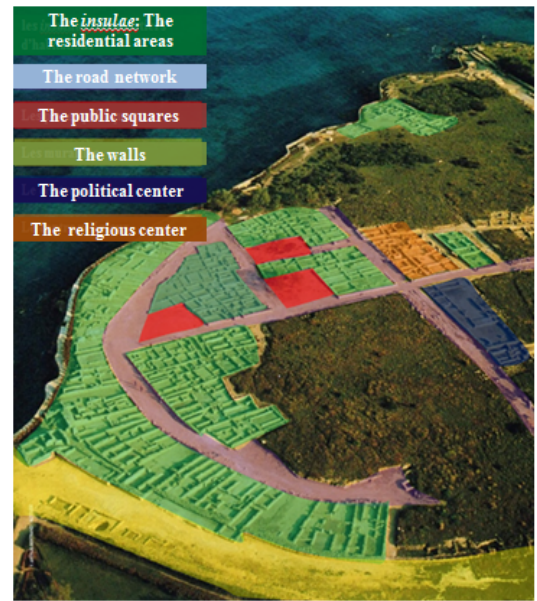 The insulae: The
residential areas
The road network
The public squares
The walls
The political center
The religious center